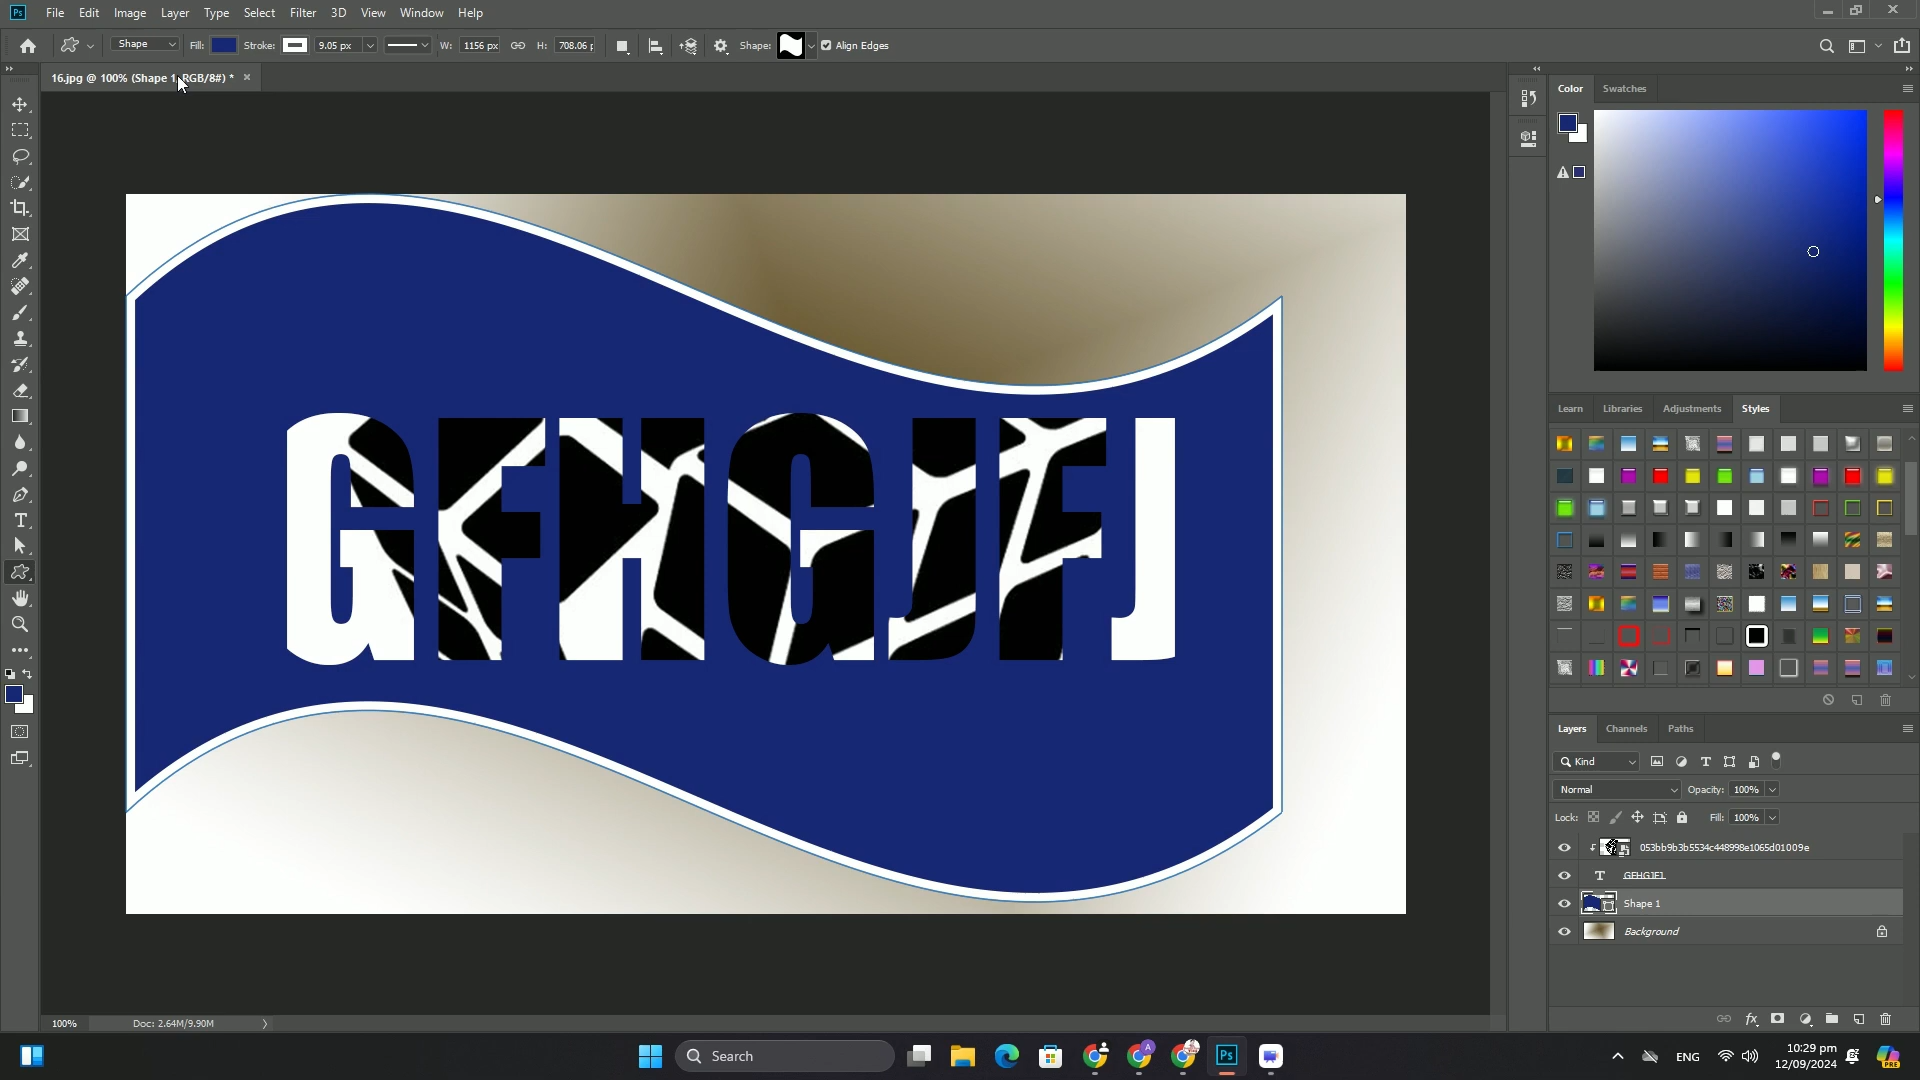 Ps File Edit Image Layer Type Select Filter 3D View Window Help
Shape Fill: Stroke: 9.05 px W: 1156 px H: 708.06 p Shape: Align Edges
16.jpg @ 100% (Shape 1, RGB/8#) *
Color Swatches
GFHGJFJ
Learn Libraries Adjustments Styles
Layers Channels Paths
Kind
Normal Opacity: 100%
Lock: Fill: 100%
053bb9b3b5534c448998e1065d01009e
GFHGJFJ
Shape 1
Background
100% Doc: 2.64M/9.90M
Search
Ps
ENG
10:29 pm
12/09/2024
PRE